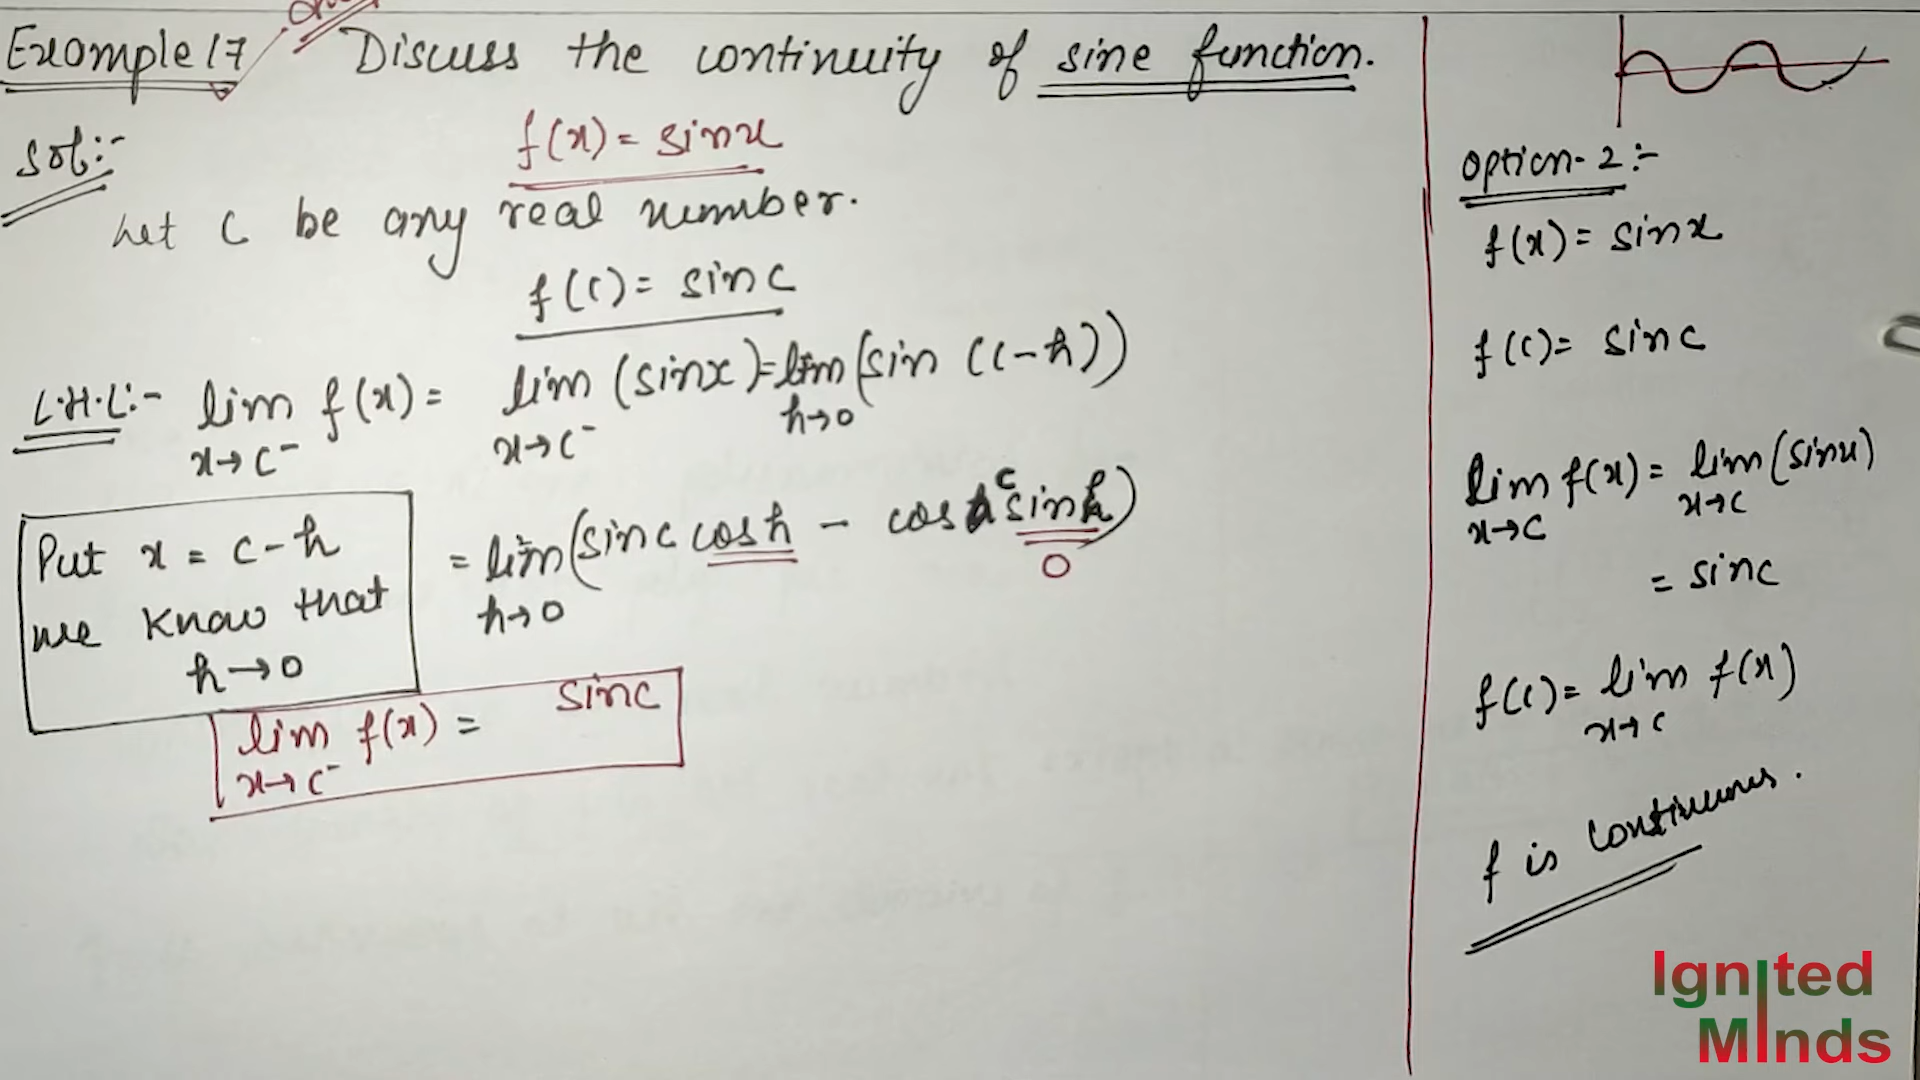 Example 17 Discuss the continuity of sine function.
Sol:-
f(x) = sinx
Let C be any real number.
f(c) = sinc
L.H.L:- lim f(x) = lim (sinx) = lim (sin (c-h))
x→c⁻ x→c⁻ h→0
Put x = c-h
we know that
h→0
= lim (sinc cosh - cosc sinh)
h→0 0
lim f(x) = sinc
x→c⁻
Option-2:-
f(x) = sinx
f(c) = sinc
lim f(x) = lim (sinx)
x→c x→c
= sinc
f(c) = lim f(x)
x→c
f is continuous.
Ignited
Minds